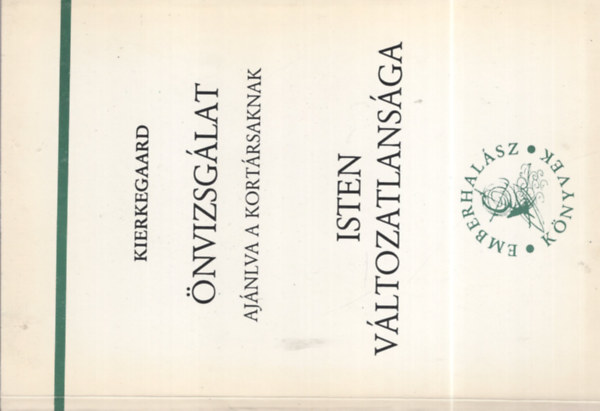 KIERKEGAARD
ÖNVIZSGÁLAT
AJÁNLVA A KORTÁRSAKNAK
ISTEN
VÁLTOZATLANSÁGA
EMBERHALÁSZ • KÖNYVEK •